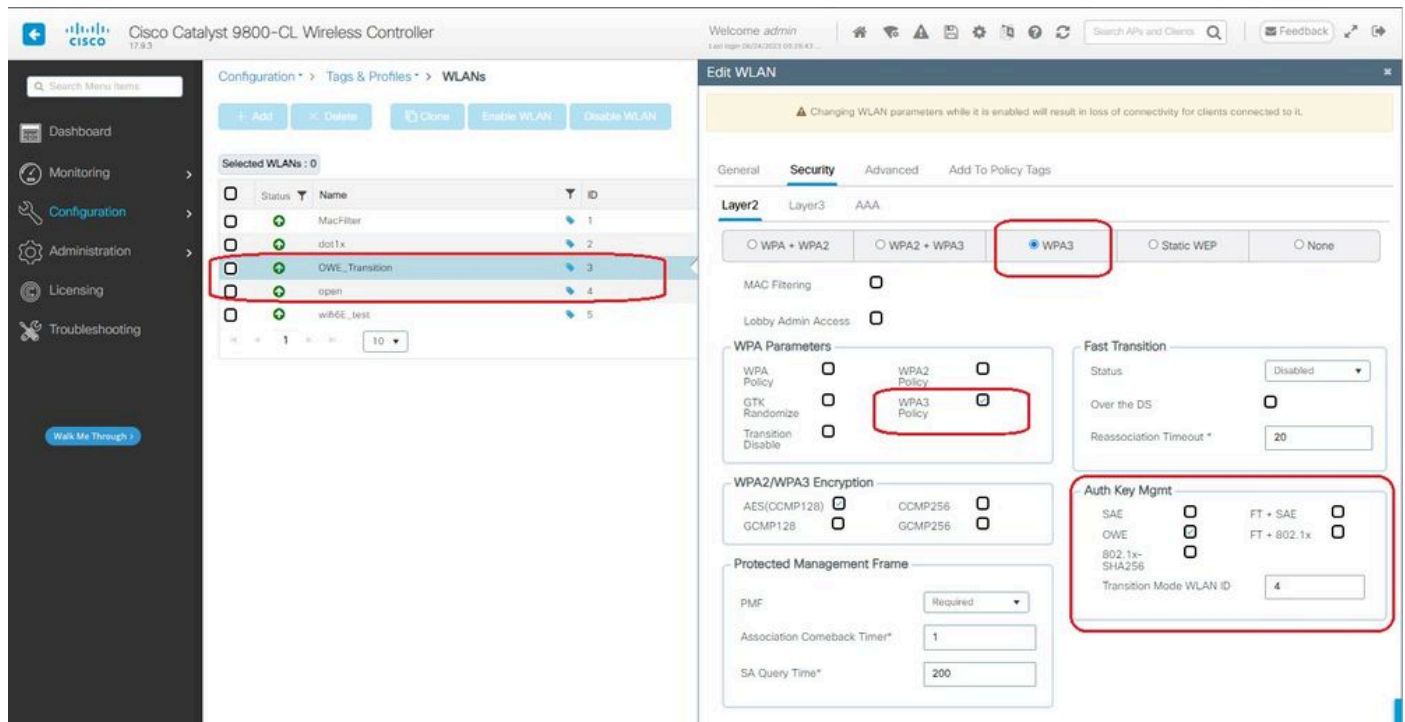 CISCO
Cisco Catalyst 9800-CL Wireless Controller
17.9.3
Welcome admin
Search APs and Clients
Feedback
Search Menu Items
Dashboard
Monitoring
Configuration
Administration
Licensing
Troubleshooting
Walk Me Through >
Configuration > Tags & Profiles > WLANs
+ Add
× Delete
Clone
Enable WLAN
Disable WLAN
Selected WLANs : 0
Status Name ID
MacFilter 1
dot1x 2
OWE_Transition 3
open 4
wifi6E_test 5
1
10
Edit WLAN
Changing WLAN parameters while it is enabled will result in loss of connectivity for clients connected to it.
General Security Advanced Add To Policy Tags
Layer2 Layer3 AAA
WPA + WPA2 WPA2 + WPA3 WPA3 Static WEP None
MAC Filtering
Lobby Admin Access
WPA Parameters
WPA Policy
WPA2 Policy
GTK Randomize
WPA3 Policy
Transition Disable
Fast Transition
Status Disabled
Over the DS
Reassociation Timeout * 20
WPA2/WPA3 Encryption
AES(CCMP128) CCMP256
GCMP128 GCMP256
Auth Key Mgmt
SAE FT + SAE
OWE FT + 802.1x
802.1x-SHA256
Transition Mode WLAN ID 4
Protected Management Frame
PMF Required
Association Comeback Timer* 1
SA Query Time* 200